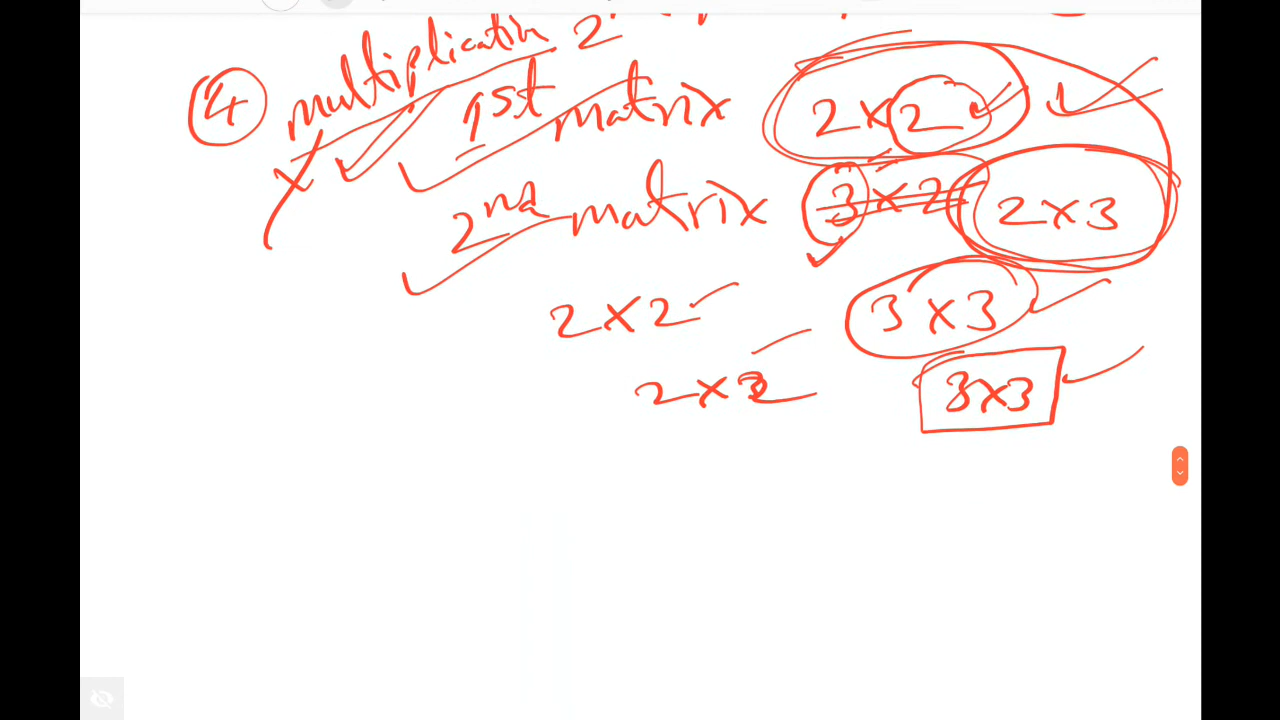 ④ multiplication 2
1st matrix 2×2
2nd matrix 3×2 2×3
2×2 3×3
2×3 3×3